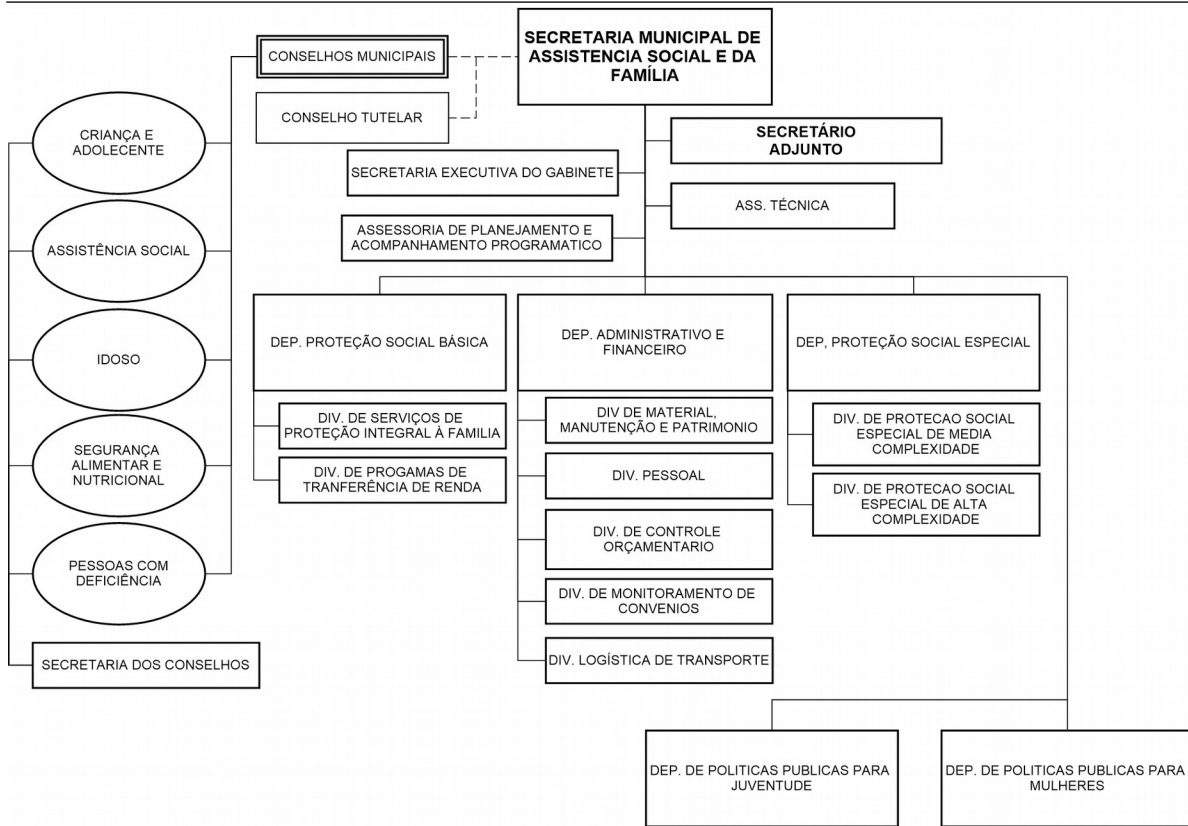 SECRETARIA MUNICIPAL DE
ASSISTENCIA SOCIAL E DA
FAMÍLIA
CONSELHOS MUNICIPAIS
CONSELHO TUTELAR
CRIANÇA E
ADOLECENTE
SECRETÁRIO
ADJUNTO
SECRETARIA EXECUTIVA DO GABINETE
ASS. TÉCNICA
ASSESSORIA DE PLANEJAMENTO E
ACOMPANHAMENTO PROGRAMATICO
ASSISTÊNCIA SOCIAL
IDOSO
SEGURANÇA
ALIMENTAR E
NUTRICIONAL
PESSOAS COM
DEFICIÊNCIA
SECRETARIA DOS CONSELHOS
DEP. PROTEÇÃO SOCIAL BÁSICA
DIV. DE SERVIÇOS DE
PROTEÇÃO INTEGRAL À FAMILIA
DIV. DE PROGAMAS DE
TRANFERÊNCIA DE RENDA
DEP. ADMINISTRATIVO E
FINANCEIRO
DIV DE MATERIAL,
MANUTENÇÃO E PATRIMONIO
DIV. PESSOAL
DIV. DE CONTROLE
ORÇAMENTARIO
DIV. DE MONITORAMENTO DE
CONVENIOS
DIV. LOGÍSTICA DE TRANSPORTE
DEP, PROTEÇÃO SOCIAL ESPECIAL
DIV. DE PROTECAO SOCIAL
ESPECIAL DE MEDIA
COMPLEXIDADE
DIV. DE PROTECAO SOCIAL
ESPECIAL DE ALTA
COMPLEXIDADE
DEP. DE POLITICAS PUBLICAS PARA
JUVENTUDE
DEP. DE POLITICAS PUBLICAS PARA
MULHERES